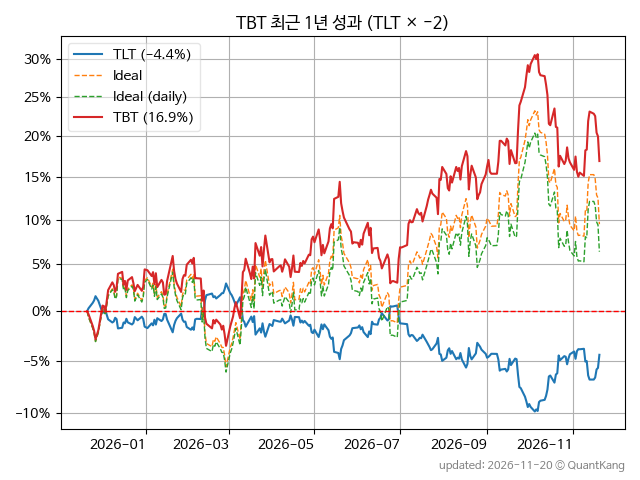 TBT 최근 1년 성과 (TLT × −2)
TLT (−4.4%)
Ideal
Ideal (daily)
TBT (16.9%)
30%
25%
20%
15%
10%
5%
0%
−5%
−10%
2026-01
2026-03
2026-05
2026-07
2026-09
2026-11
updated: 2026-11-20 © QuantKang